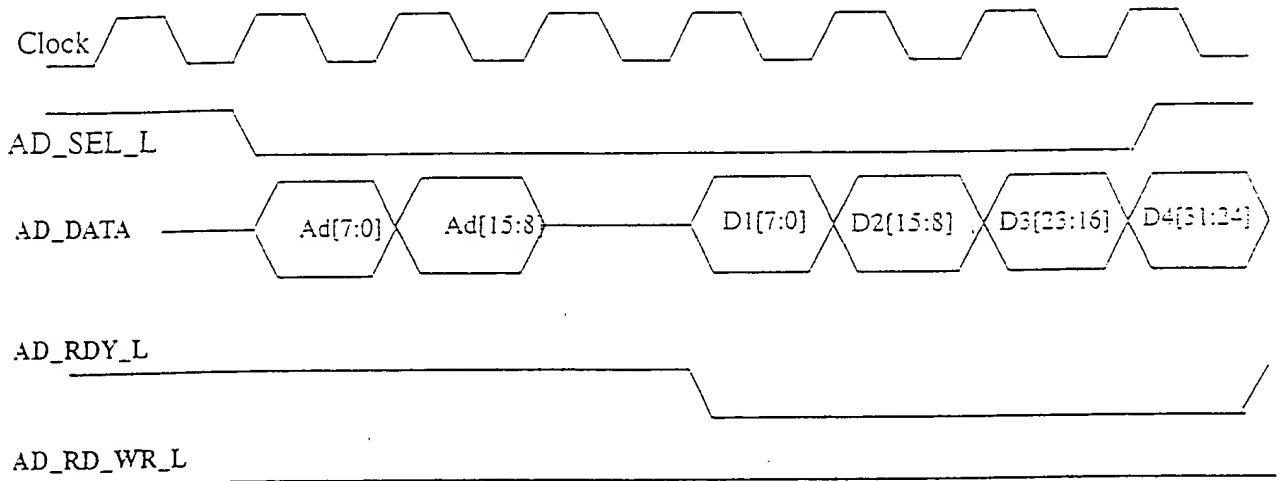 Clock
AD_SEL_L
AD_DATA
Ad[7:0]
Ad[15:8]
D1[7:0]
D2[15:8]
D3[23:16]
D4[31:24]
AD_RDY_L
AD_RD_WR_L